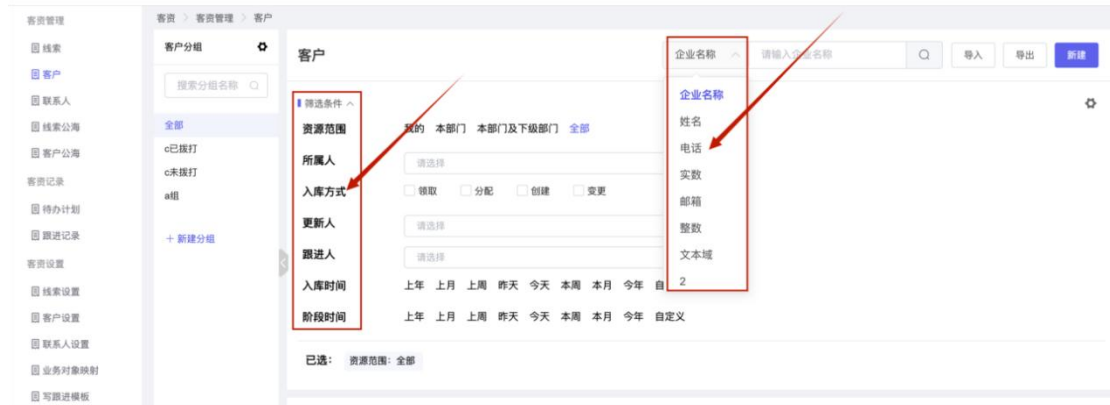 客资管理
线索
客户
联系人
线索公海
客户公海
客资记录
待办计划
跟进记录
客资设置
线索设置
客户设置
联系人设置
业务对象映射
写跟进模板
客资 客资管理 客户
客户分组
搜索分组名称
全部
c已拨打
c未拨打
a组
+ 新建分组
客户
企业名称 请输入企业名称 导入 导出 新建
企业名称
姓名
电话
实数
邮箱
整数
文本域
2
筛选条件
资源范围 我的 本部门 本部门及下级部门 全部
所属人 请选择
入库方式 领取 分配 创建 变更
更新人 请选择
跟进人 请选择
入库时间 上年 上月 上周 昨天 今天 本周 本月 今年 自
阶段时间 上年 上月 上周 昨天 今天 本周 本月 今年 自定义
已选: 资源范围: 全部